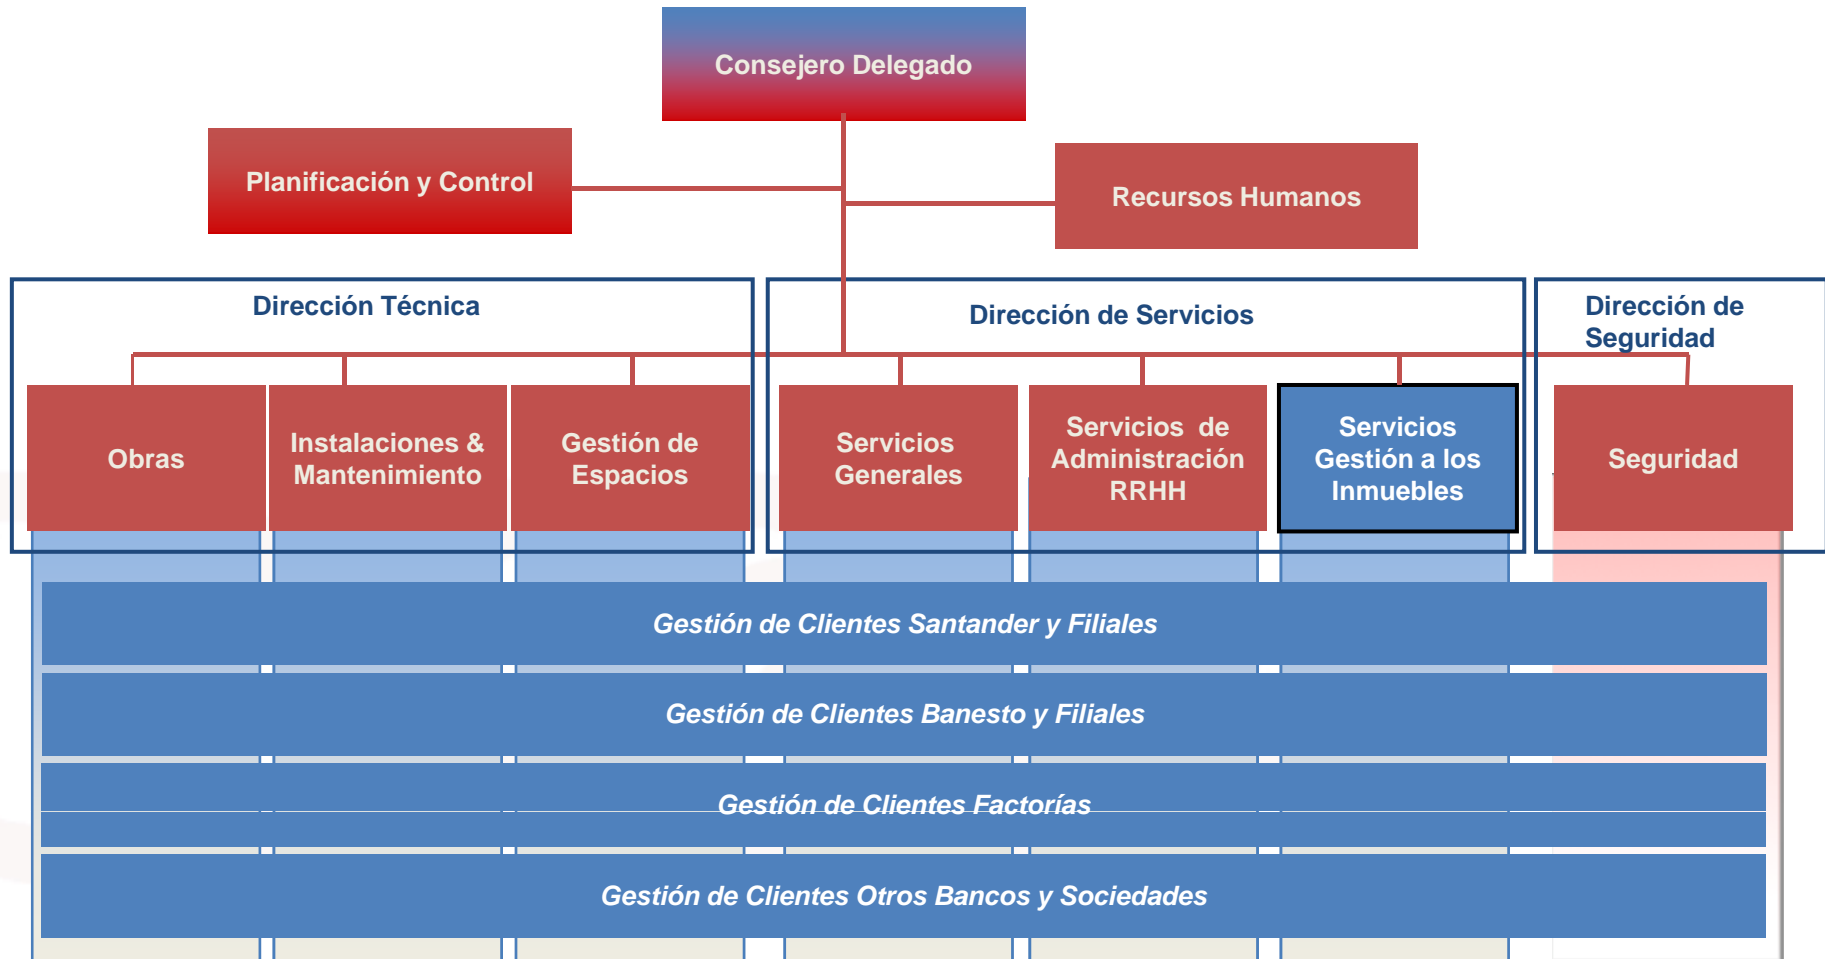 Consejero Delegado
Planificación y Control
Recursos Humanos
Dirección Técnica
Dirección de Servicios
Dirección de
Seguridad
Obras
Instalaciones &
Mantenimiento
Gestión de
Espacios
Servicios
Generales
Servicios de
Administración
RRHH
Servicios
Gestión a los
Inmuebles
Seguridad
Gestión de Clientes Santander y Filiales
Gestión de Clientes Banesto y Filiales
Gestión de Clientes Factorías
Gestión de Clientes Otros Bancos y Sociedades